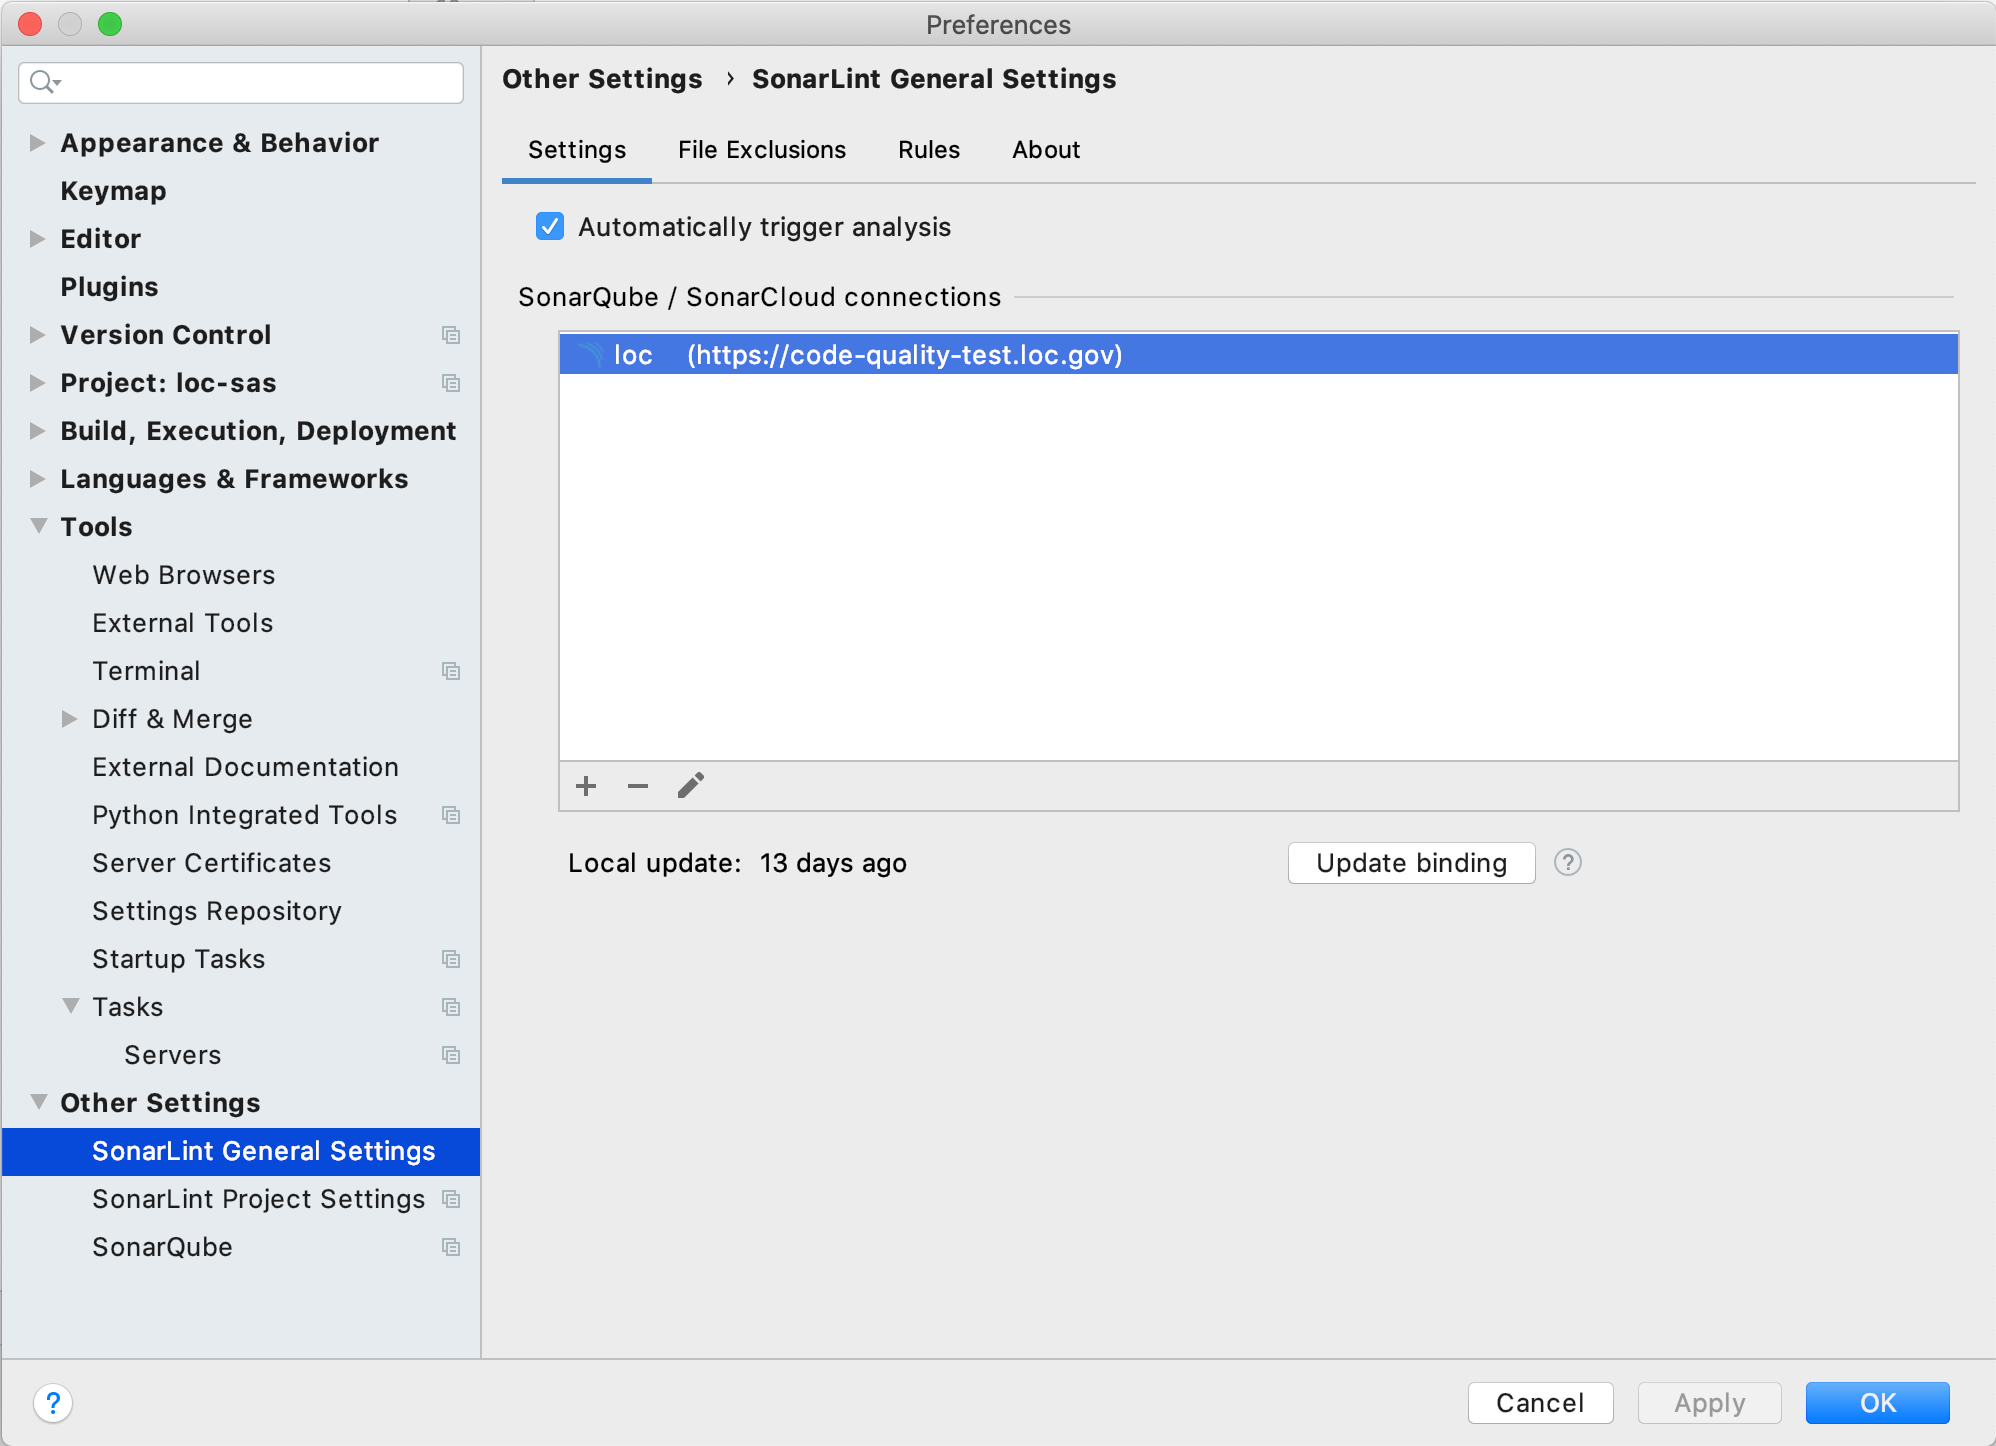 Preferences
Appearance & Behavior
Keymap
Editor
Plugins
Version Control
Project: loc-sas
Build, Execution, Deployment
Languages & Frameworks
Tools
Web Browsers
External Tools
Terminal
Diff & Merge
External Documentation
Python Integrated Tools
Server Certificates
Settings Repository
Startup Tasks
Tasks
Servers
Other Settings
SonarLint General Settings
SonarLint Project Settings
SonarQube
Other Settings › SonarLint General Settings
Settings File Exclusions Rules About
Automatically trigger analysis
SonarQube / SonarCloud connections
loc (https://code-quality-test.loc.gov)
Local update: 13 days ago Update binding ?
? Cancel Apply OK